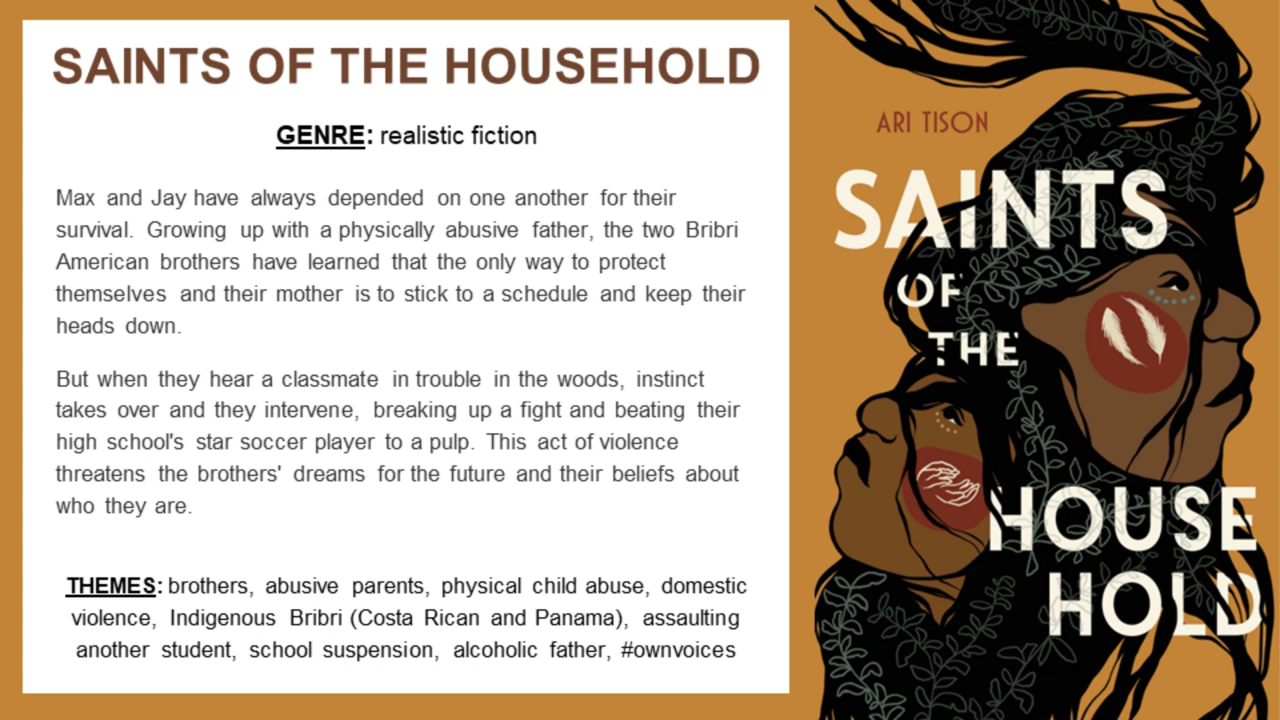 SAINTS OF THE HOUSEHOLD
GENRE: realistic fiction
Max and Jay have always depended on one another for their
survival. Growing up with a physically abusive father, the two Bribri
American brothers have learned that the only way to protect
themselves and their mother is to stick to a schedule and keep their
heads down.
But when they hear a classmate in trouble in the woods, instinct
takes over and they intervene, breaking up a fight and beating their
high school's star soccer player to a pulp. This act of violence
threatens the brothers' dreams for the future and their beliefs about
who they are.
THEMES: brothers, abusive parents, physical child abuse, domestic
violence, Indigenous Bribri (Costa Rican and Panama), assaulting
another student, school suspension, alcoholic father, #ownvoices
ARI TISON
SAINTS
OF
THE
HOUSE
HOLD